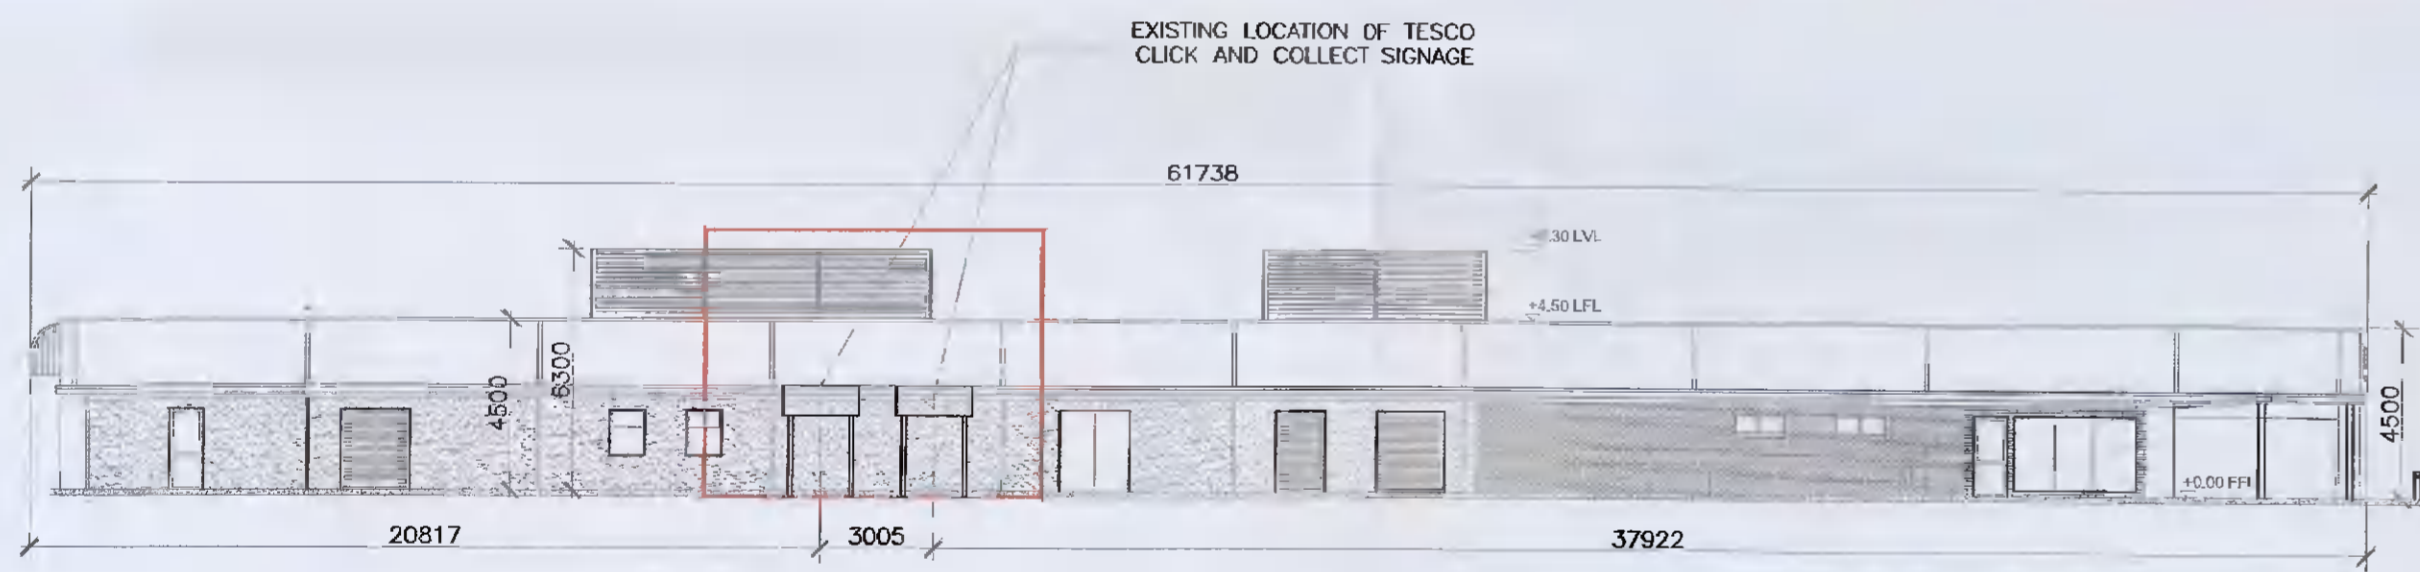 EXISTING LOCATION OF TESCO
CLICK AND COLLECT SIGNAGE
61738
.30 LVL
+4.50 LFL
6300
4500
4500
+0.00 FFL
20817
3005
37922